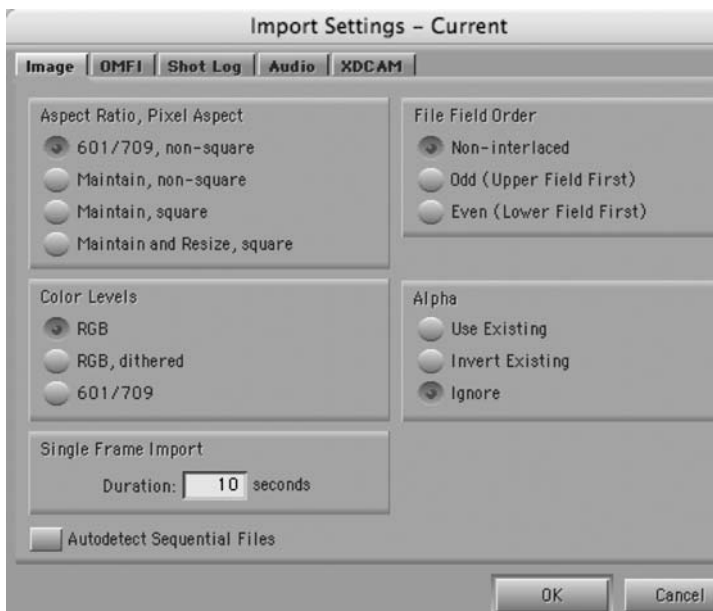 Import Settings – Current
Image OMFI Shot Log Audio XDCAM
Aspect Ratio, Pixel Aspect
601/709, non-square
Maintain, non-square
Maintain, square
Maintain and Resize, square
File Field Order
Non-interlaced
Odd (Upper Field First)
Even (Lower Field First)
Color Levels
RGB
RGB, dithered
601/709
Alpha
Use Existing
Invert Existing
Ignore
Single Frame Import
Duration: 10 seconds
Autodetect Sequential Files
OK Cancel